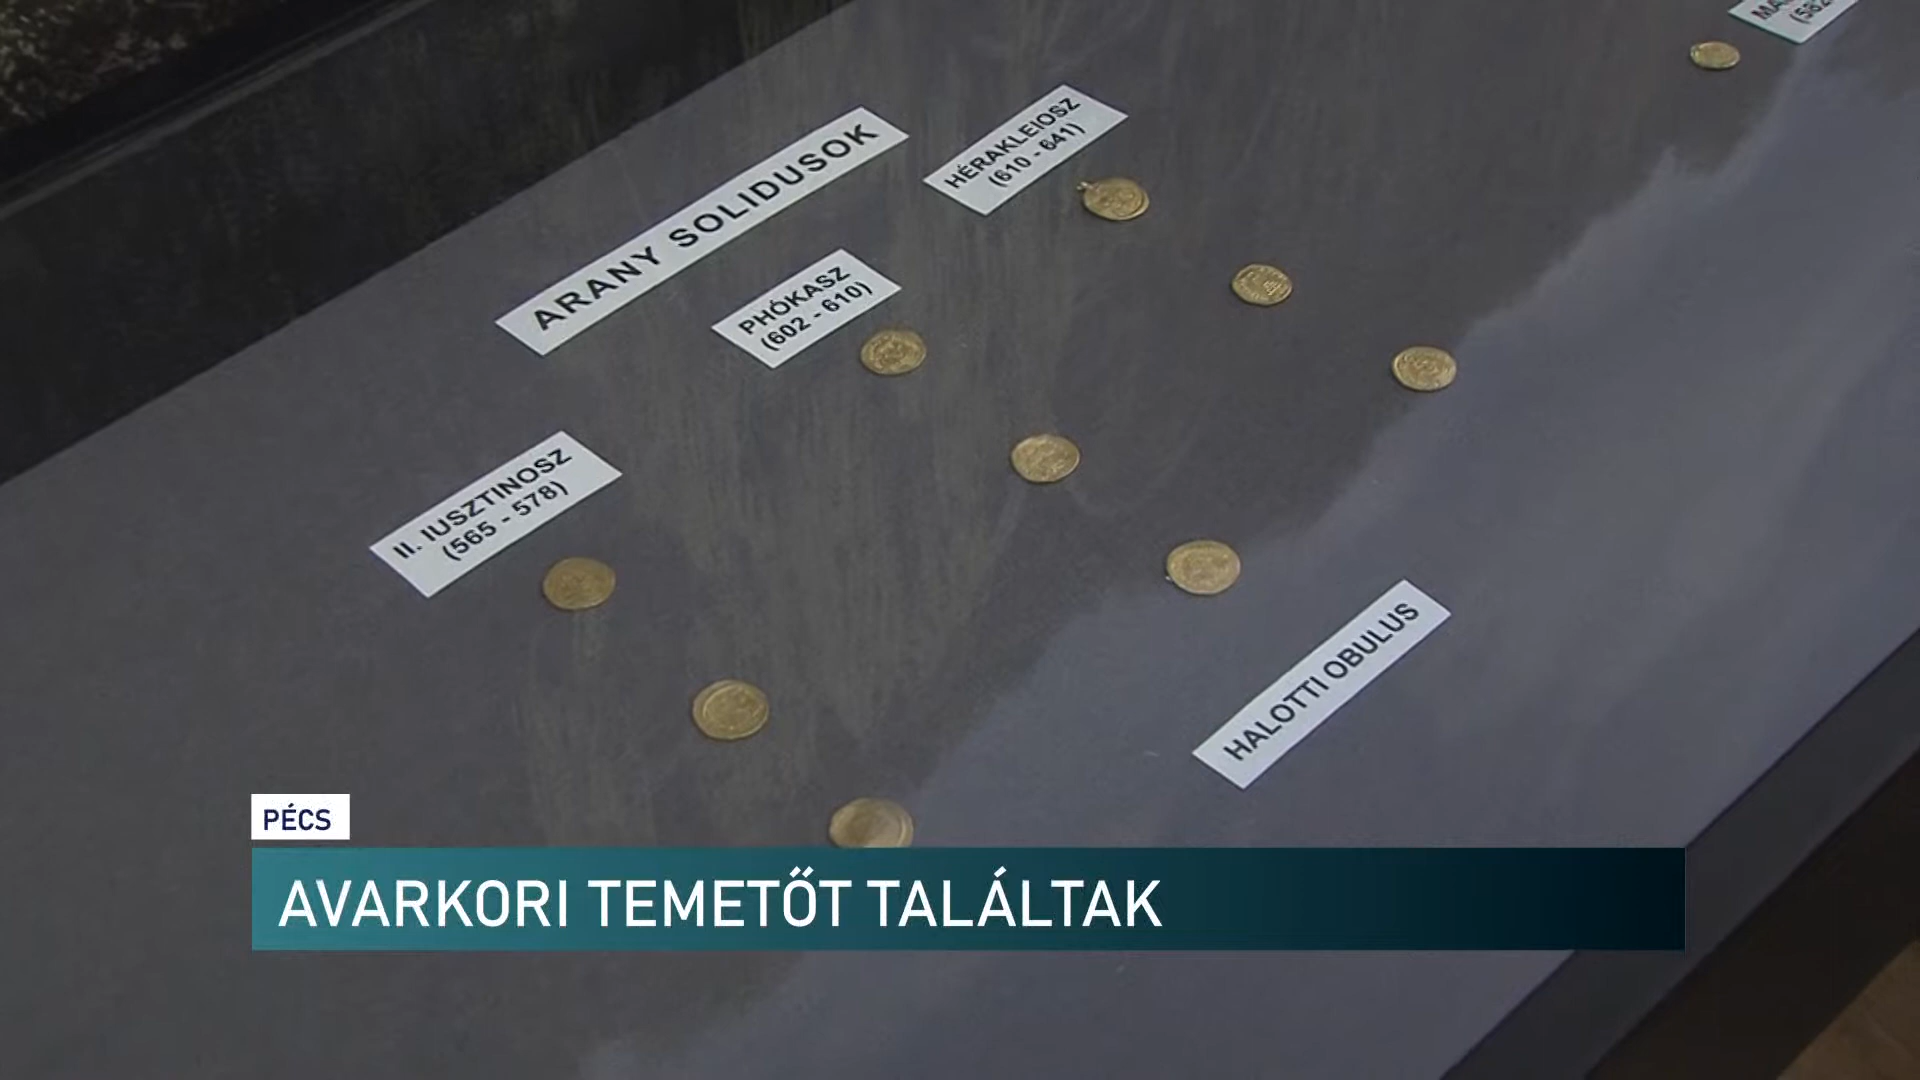 ARANY SOLIDUSOK
HÉRAKLEIOSZ
(610 - 641)
PHÓKASZ
(602 - 610)
II. IUSZTINOSZ
(565 - 578)
HALOTTI OBULUS
PÉCS
AVARKORI TEMETŐT TALÁLTAK